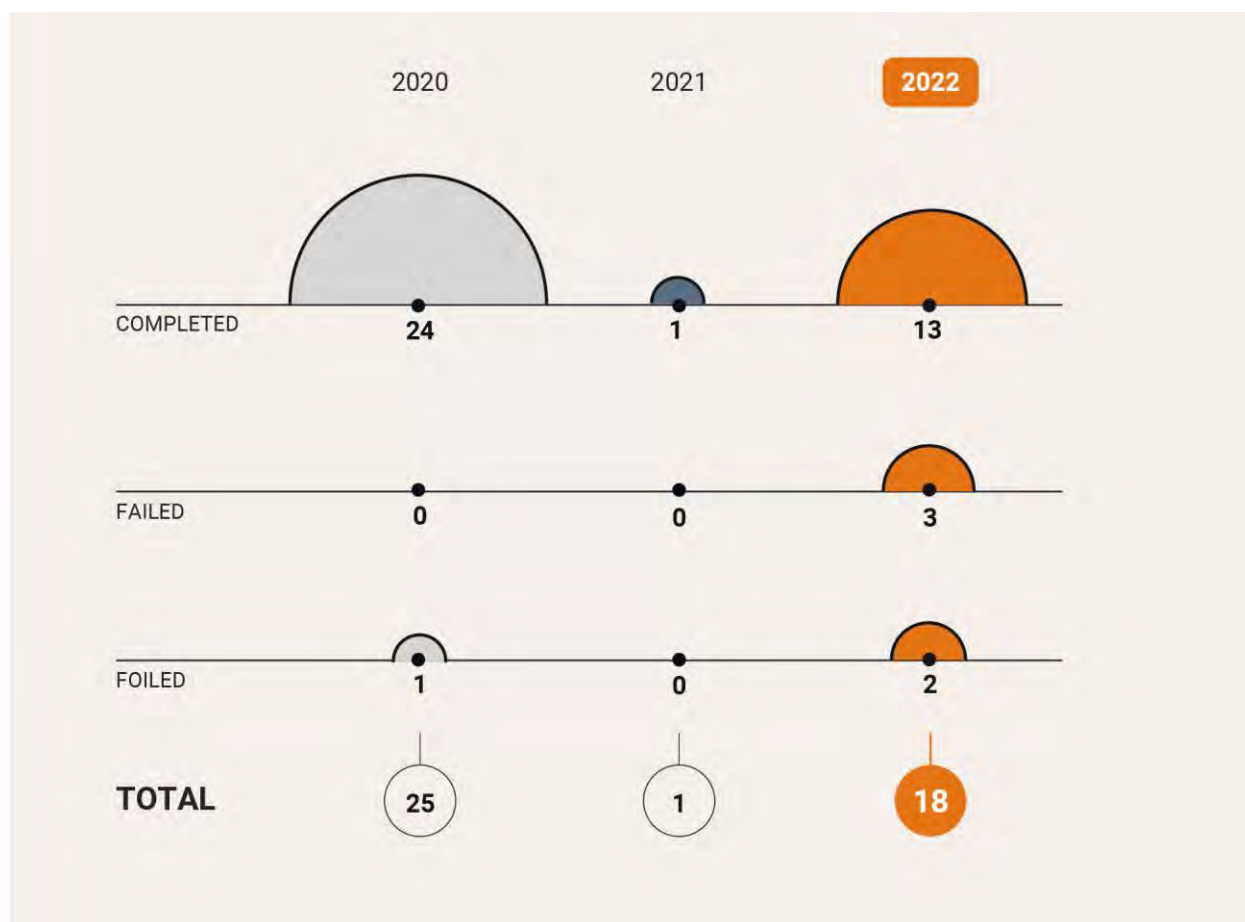 2020 2021 2022
COMPLETED
24 1 13
FAILED
0 0 3
FOILED
1 0 2
TOTAL 25 1 18